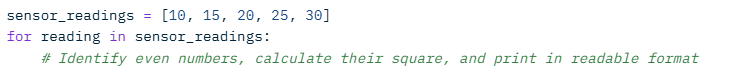 sensor_readings = [10, 15, 20, 25, 30]
for reading in sensor_readings:
    # Identify even numbers, calculate their square, and print in readable format